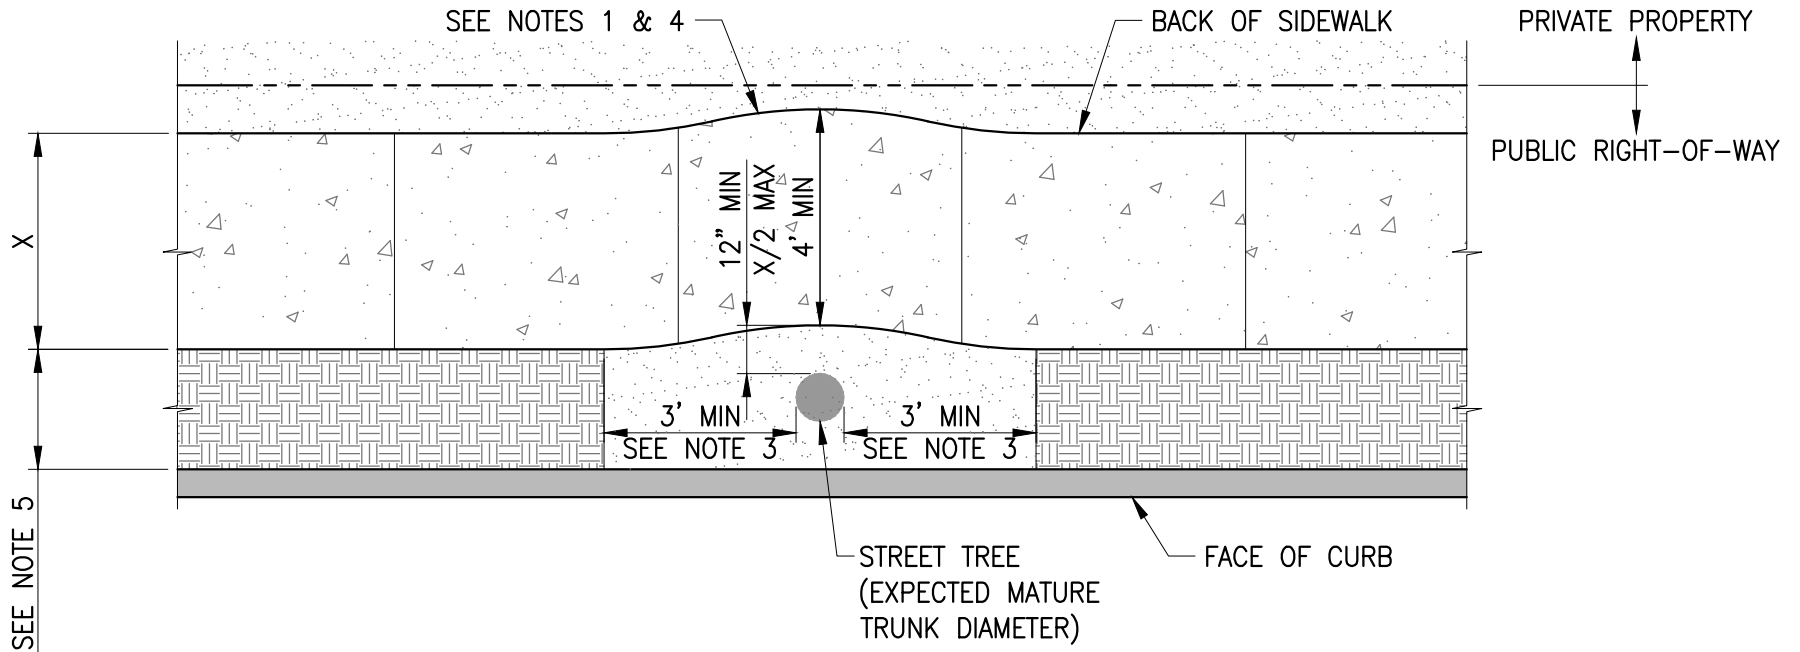 SEE NOTES 1 & 4
BACK OF SIDEWALK
PRIVATE PROPERTY
PUBLIC RIGHT-OF-WAY
X
12" MIN
X/2 MAX
4' MIN
3' MIN
SEE NOTE 3
3' MIN
SEE NOTE 3
SEE NOTE 5
STREET TREE
(EXPECTED MATURE
TRUNK DIAMETER)
FACE OF CURB